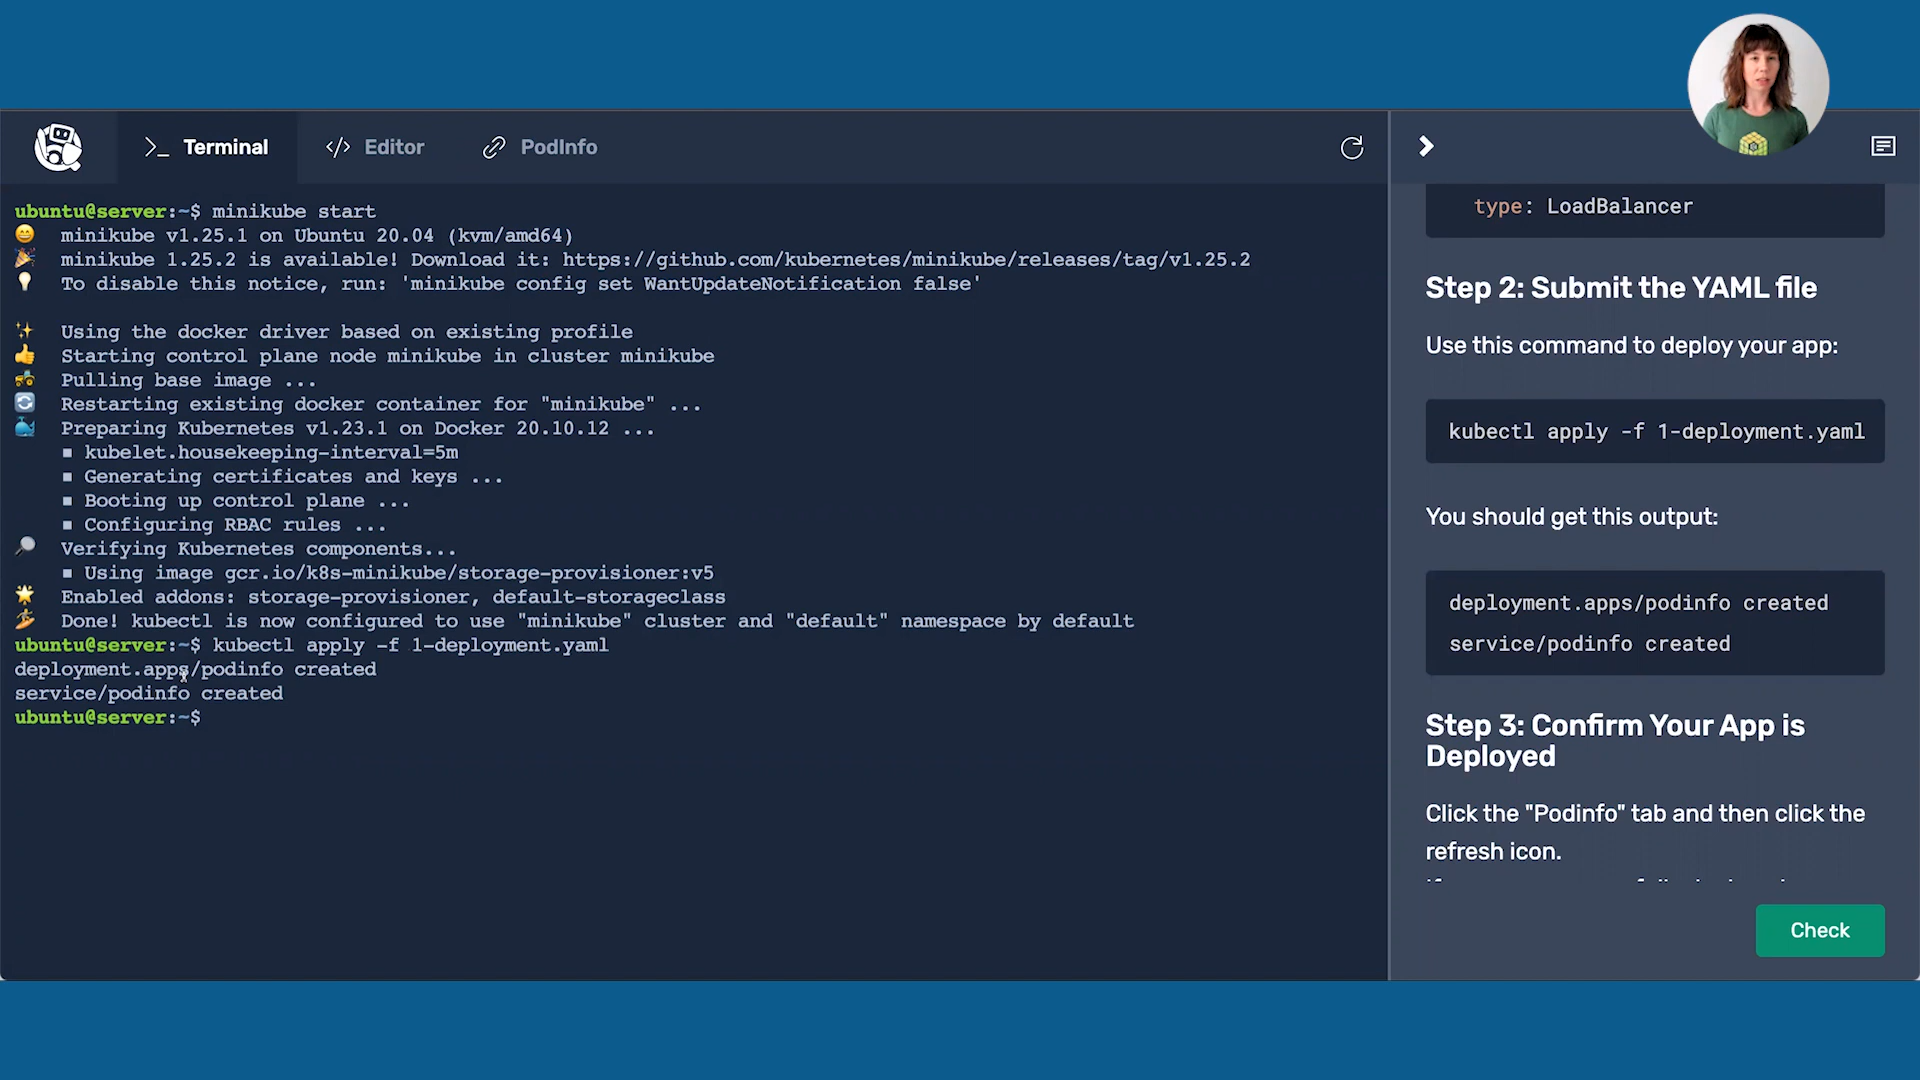 Terminal
Editor
PodInfo
ubuntu@server:~$ minikube start
minikube v1.25.1 on Ubuntu 20.04 (kvm/amd64)
minikube 1.25.2 is available! Download it: https://github.com/kubernetes/minikube/releases/tag/v1.25.2
To disable this notice, run: 'minikube config set WantUpdateNotification false'
Using the docker driver based on existing profile
Starting control plane node minikube in cluster minikube
Pulling base image ...
Restarting existing docker container for "minikube" ...
Preparing Kubernetes v1.23.1 on Docker 20.10.12 ...
▪ kubelet.housekeeping-interval=5m
▪ Generating certificates and keys ...
▪ Booting up control plane ...
▪ Configuring RBAC rules ...
Verifying Kubernetes components...
▪ Using image gcr.io/k8s-minikube/storage-provisioner:v5
Enabled addons: storage-provisioner, default-storageclass
Done! kubectl is now configured to use "minikube" cluster and "default" namespace by default
ubuntu@server:~$ kubectl apply -f 1-deployment.yaml
deployment.apps/podinfo created
service/podinfo created
ubuntu@server:~$
type: LoadBalancer
Step 2: Submit the YAML file
Use this command to deploy your app:
kubectl apply -f 1-deployment.yaml
You should get this output:
deployment.apps/podinfo created
service/podinfo created
Step 3: Confirm Your App is
Deployed
Click the "Podinfo" tab and then click the
refresh icon.
Check